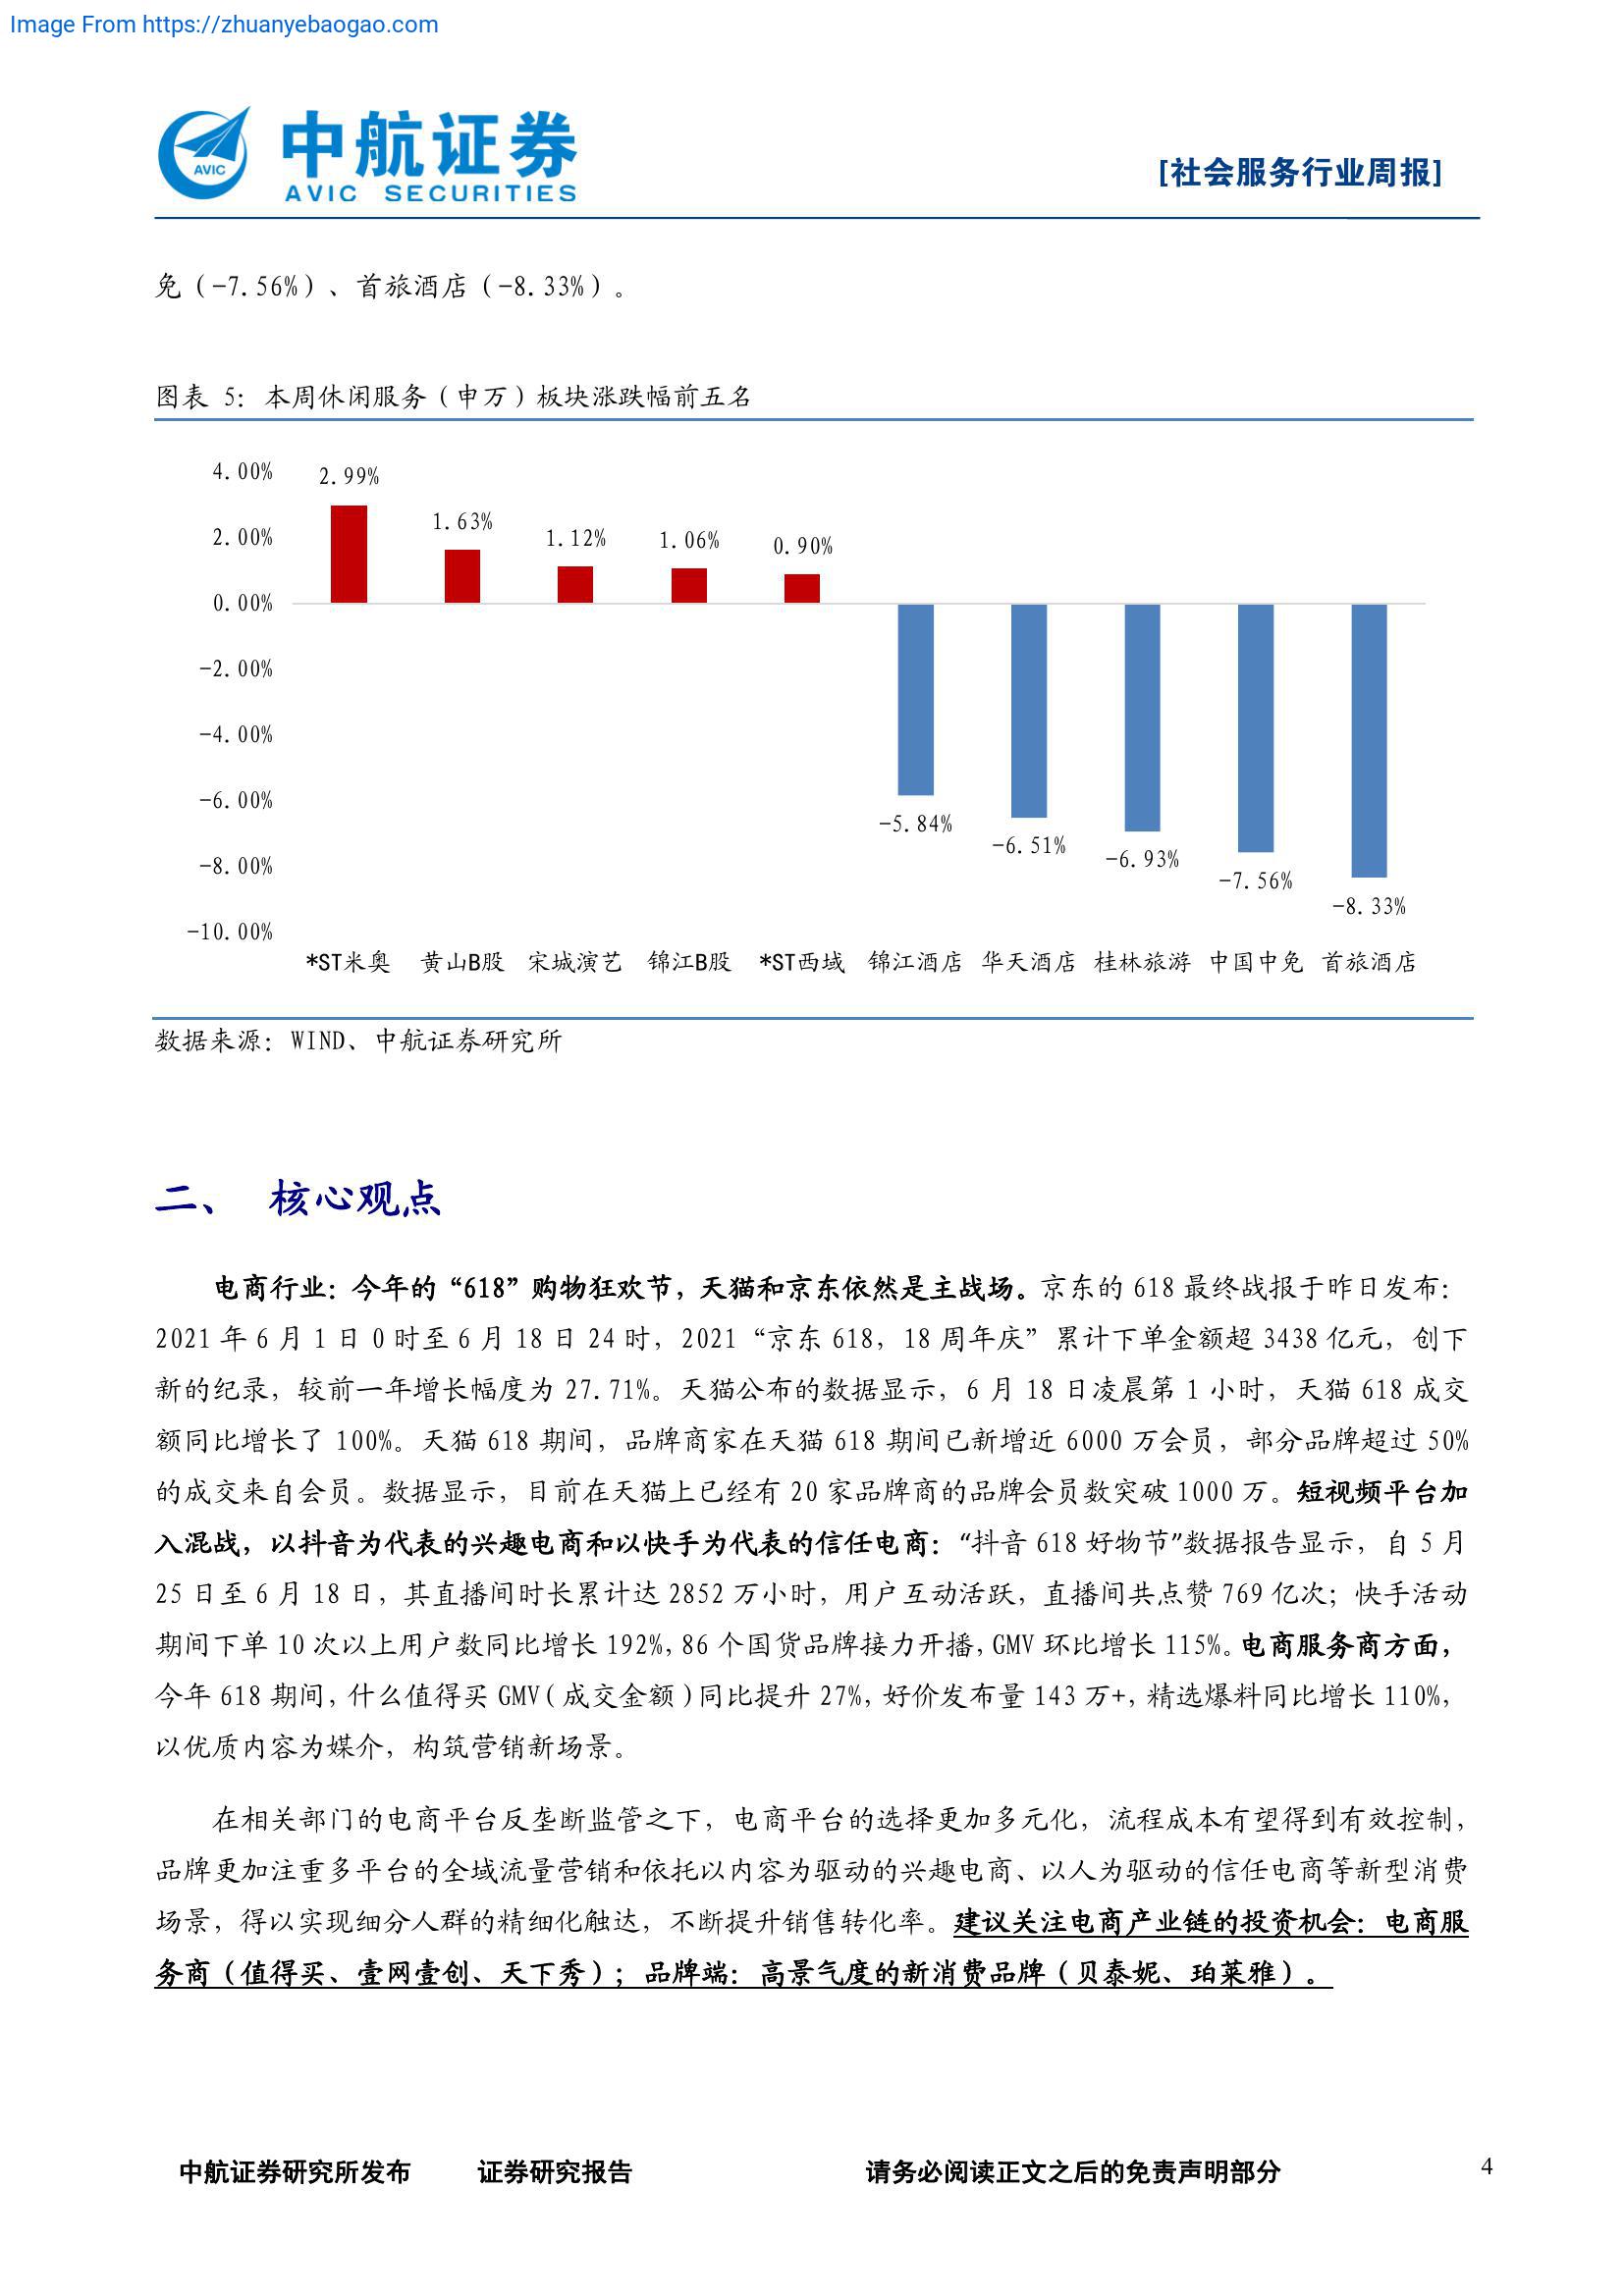 Image From https://zhuanyebaogao.com
AVIC
中航证券
AVIC SECURITIES
[社会服务行业周报]
免（-7.56%）、首旅酒店（-8.33%）。
图表 5：本周休闲服务（申万）板块涨跌幅前五名
4.00%
2.00%
0.00%
-2.00%
-4.00%
-6.00%
-8.00%
-10.00%
2.99%
1.63%
1.12%
1.06%
0.90%
-5.84%
-6.51%
-6.93%
-7.56%
-8.33%
*ST米奥 黄山B股 宋城演艺 锦江B股 *ST西域 锦江酒店 华天酒店 桂林旅游 中国中免 首旅酒店
数据来源：WIND、中航证券研究所
二、 核心观点
电商行业：今年的“618”购物狂欢节，天猫和京东依然是主战场。京东的 618 最终战报于昨日发布：
2021 年 6 月 1 日 0 时至 6 月 18 日 24 时，2021 “京东 618，18 周年庆” 累计下单金额超 3438 亿元，创下
新的纪录，较前一年增长幅度为 27.71%。天猫公布的数据显示，6 月 18 日凌晨第 1 小时，天猫 618 成交
额同比增长了 100%。天猫 618 期间，品牌商家在天猫 618 期间已新增近 6000 万会员，部分品牌超过 50%
的成交来自会员。数据显示，目前在天猫上已经有 20 家品牌商的品牌会员数突破 1000 万。短视频平台加
入混战，以抖音为代表的兴趣电商和以快手为代表的信任电商：“抖音 618 好物节”数据报告显示，自 5 月
25 日至 6 月 18 日，其直播间时长累计达 2852 万小时，用户互动活跃，直播间共点赞 769 亿次；快手活动
期间下单 10 次以上用户数同比增长 192%，86 个国货品牌接力开播，GMV 环比增长 115%。电商服务商方面，
今年 618 期间，什么值得买 GMV（成交金额）同比提升 27%，好价发布量 143 万+，精选爆料同比增长 110%，
以优质内容为媒介，构筑营销新场景。
在相关部门的电商平台反垄断监管之下，电商平台的选择更加多元化，流程成本有望得到有效控制，
品牌更加注重多平台的全域流量营销和依托以内容为驱动的兴趣电商、以人为驱动的信任电商等新型消费
场景，得以实现细分人群的精细化触达，不断提升销售转化率。建议关注电商产业链的投资机会：电商服
务商（值得买、壹网壹创、天下秀）；品牌端：高景气度的新消费品牌（贝泰妮、珀莱雅）。
中航证券研究所发布 证券研究报告 请务必阅读正文之后的免责声明部分 4